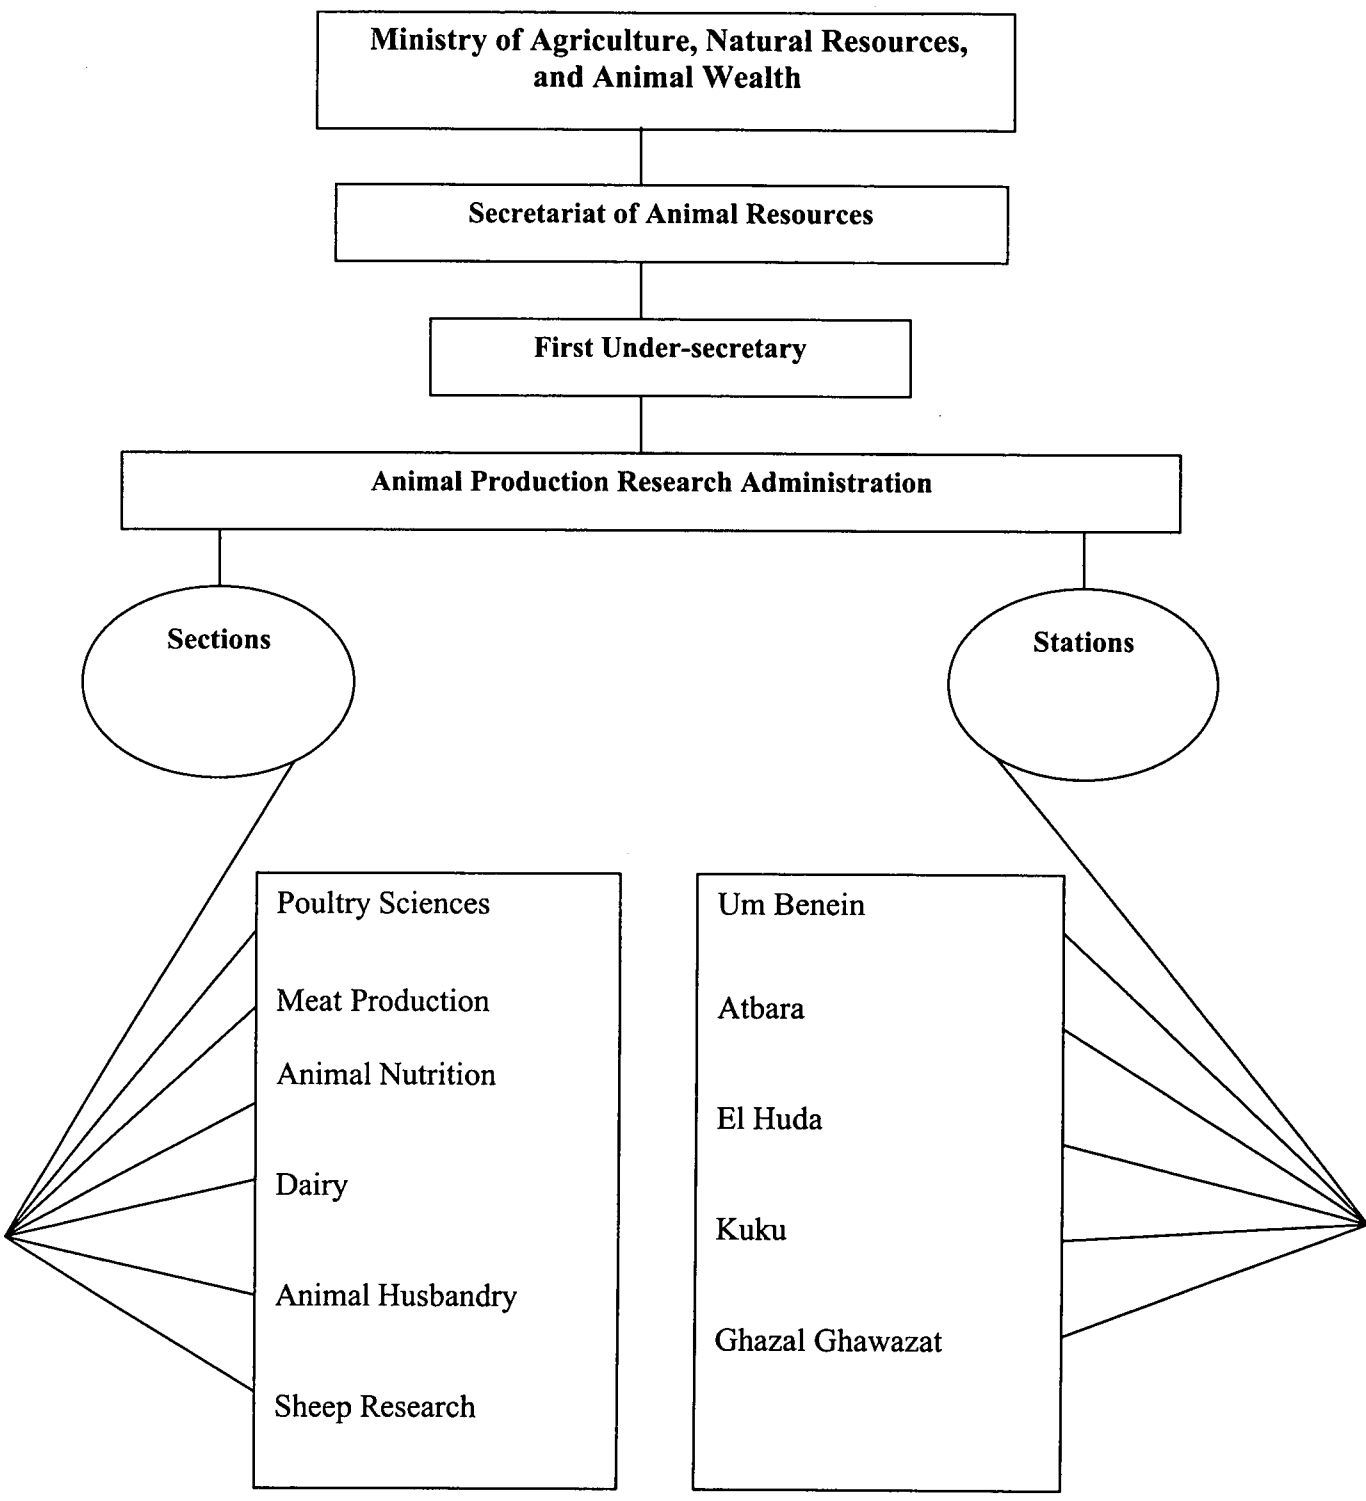 Ministry of Agriculture, Natural Resources,
and Animal Wealth
Secretariat of Animal Resources
First Under-secretary
Animal Production Research Administration
Sections
Stations
Poultry Sciences
Meat Production
Animal Nutrition
Dairy
Animal Husbandry
Sheep Research
Um Benein
Atbara
El Huda
Kuku
Ghazal Ghawazat